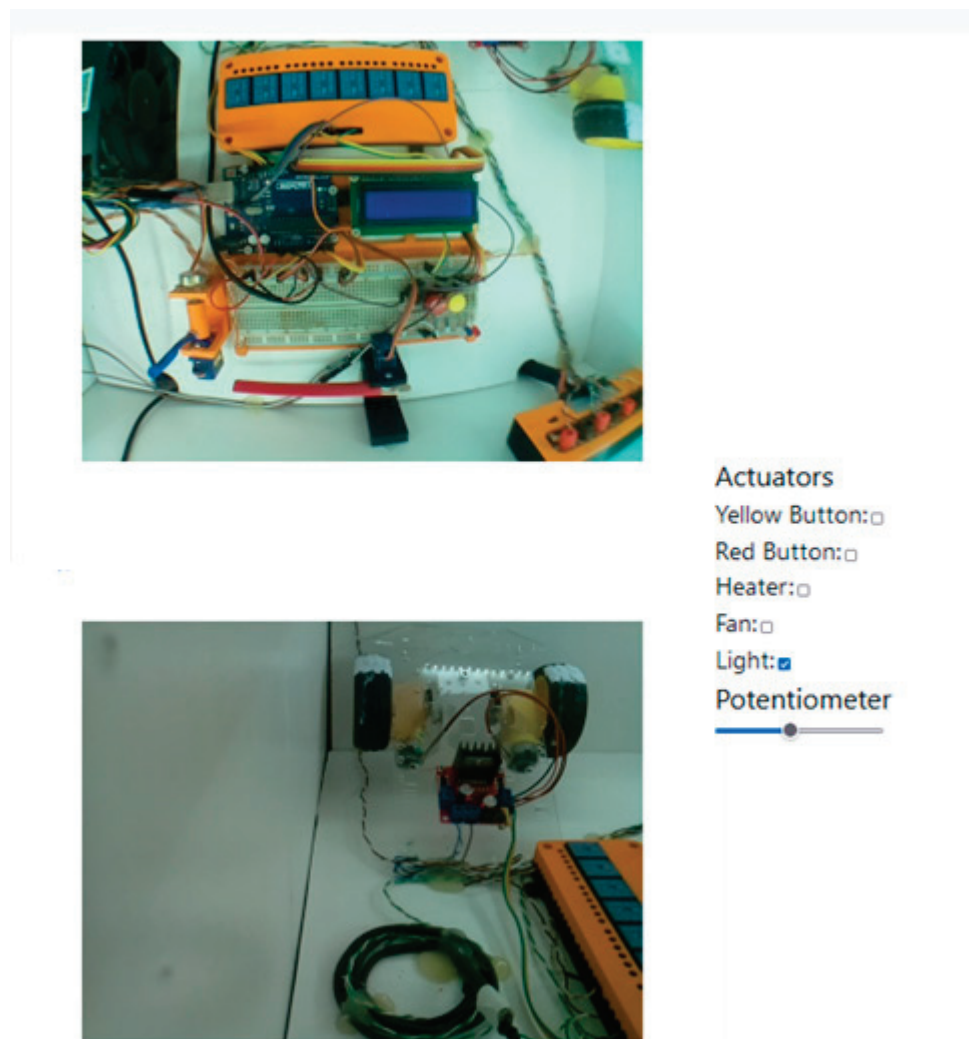 Actuators
Yellow Button:
Red Button:
Heater:
Fan:
Light:
Potentiometer